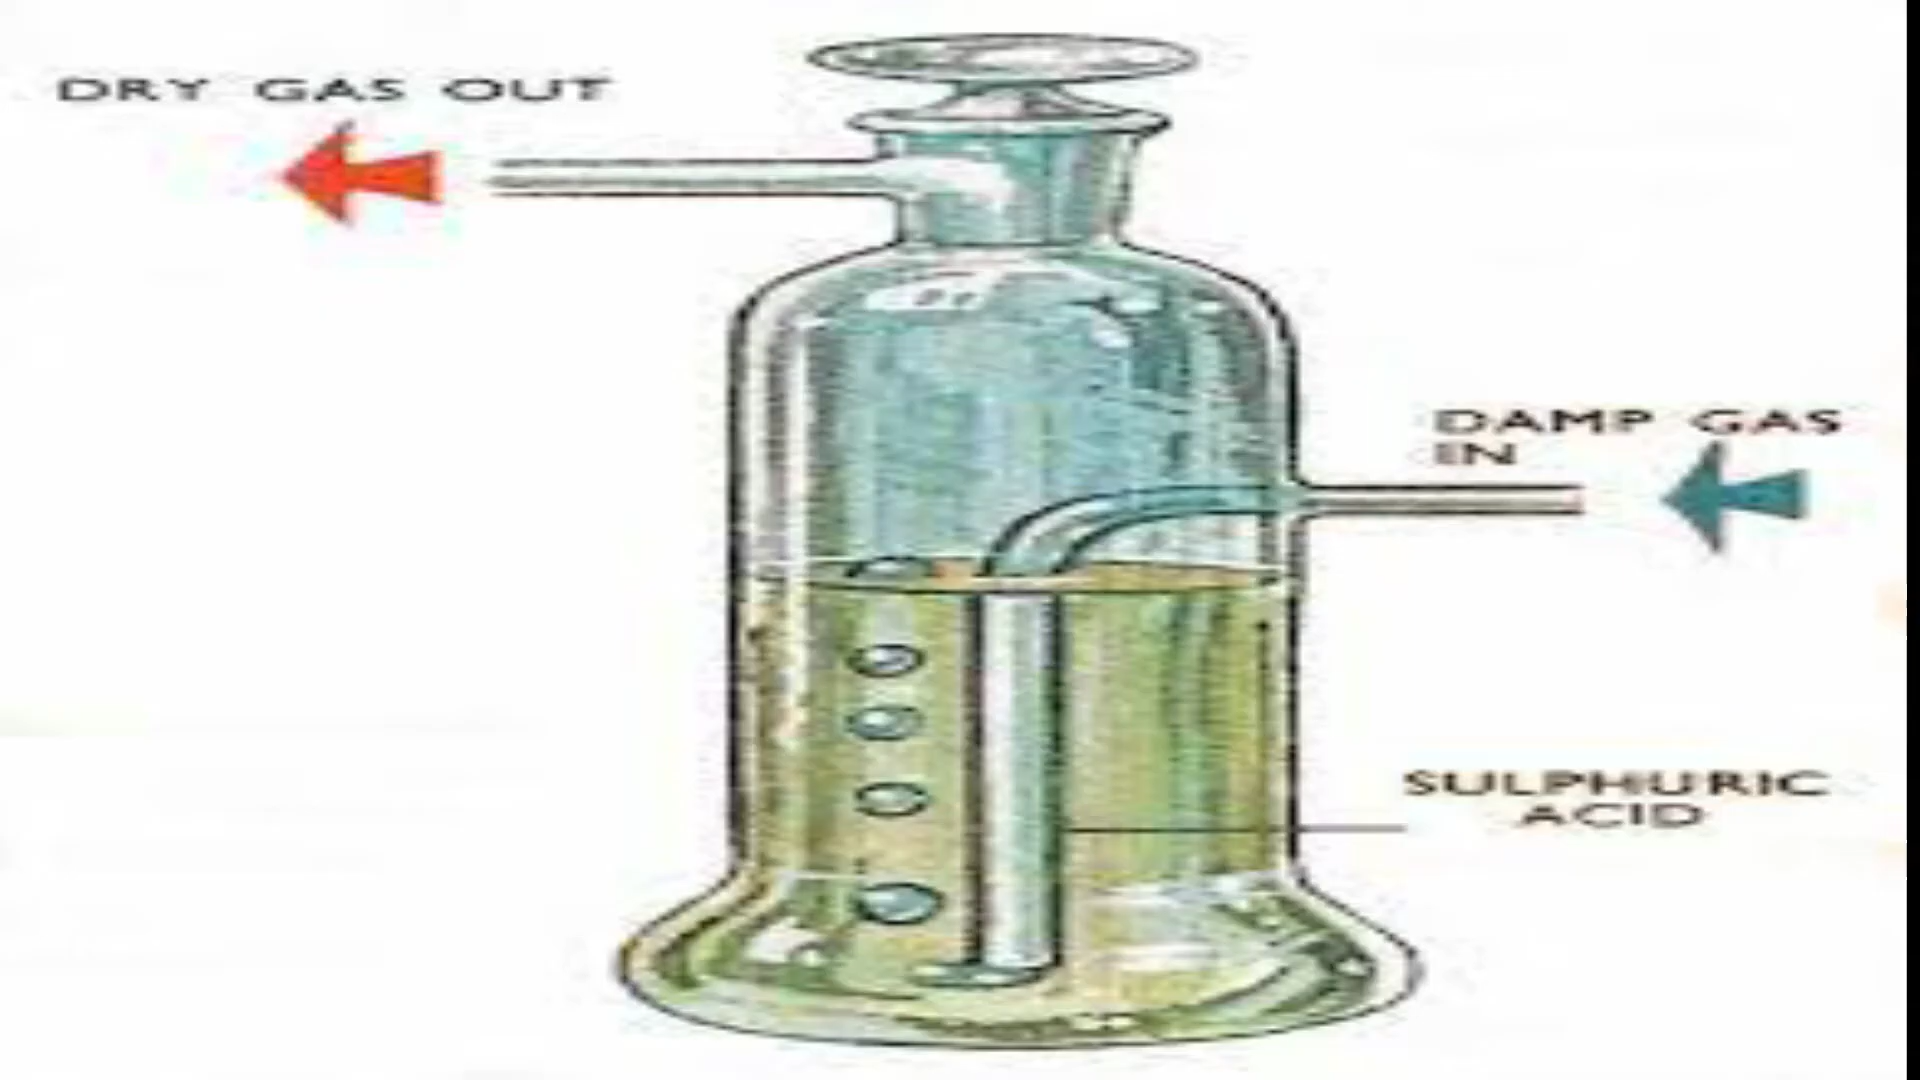 DRY GAS OUT
DAMP GAS
IN
SULPHURIC
ACID